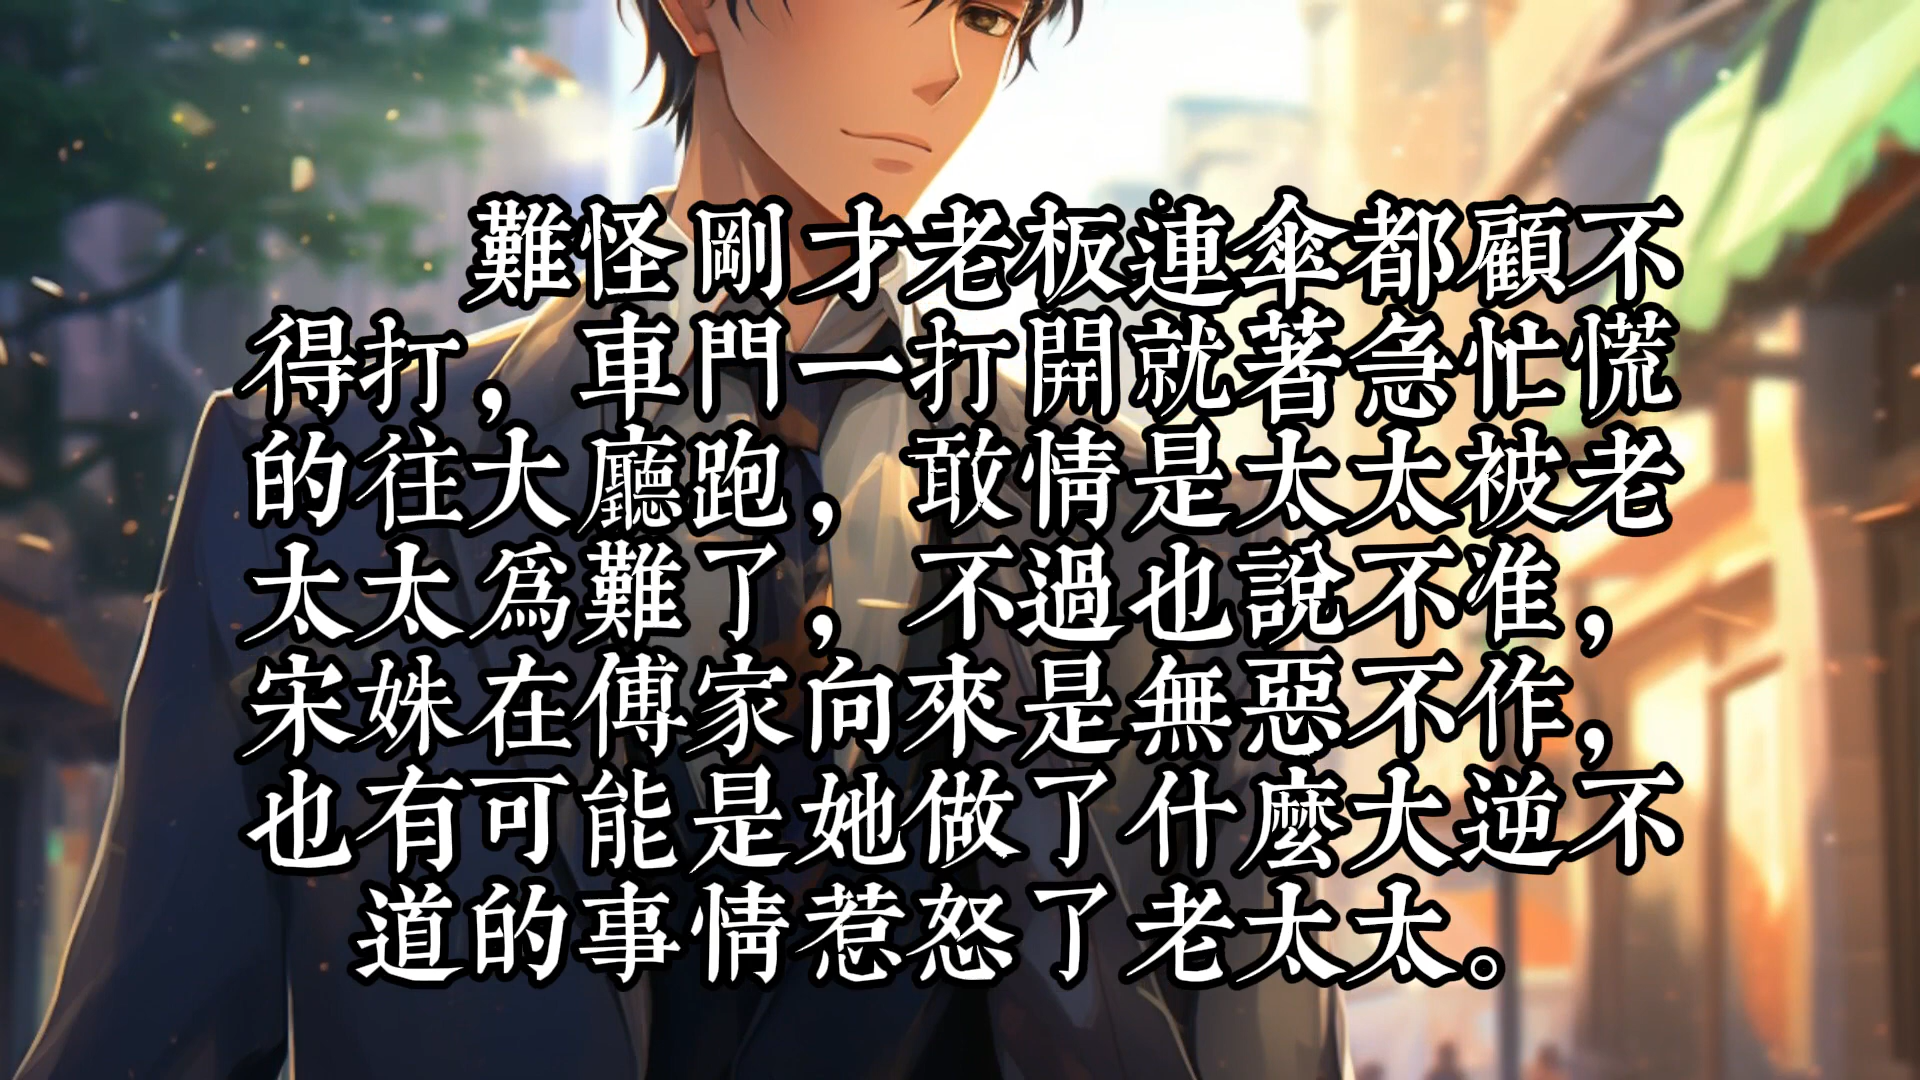 難怪剛才老板連傘都顧不
得打，車門一打開就著急忙慌
的往大廳跑，敢情是太太被老
太太爲難了，不過也說不准，
宋姝在傅家向來是無惡不作，
也有可能是她做了什麼大逆不
道的事情惹怒了老太太。